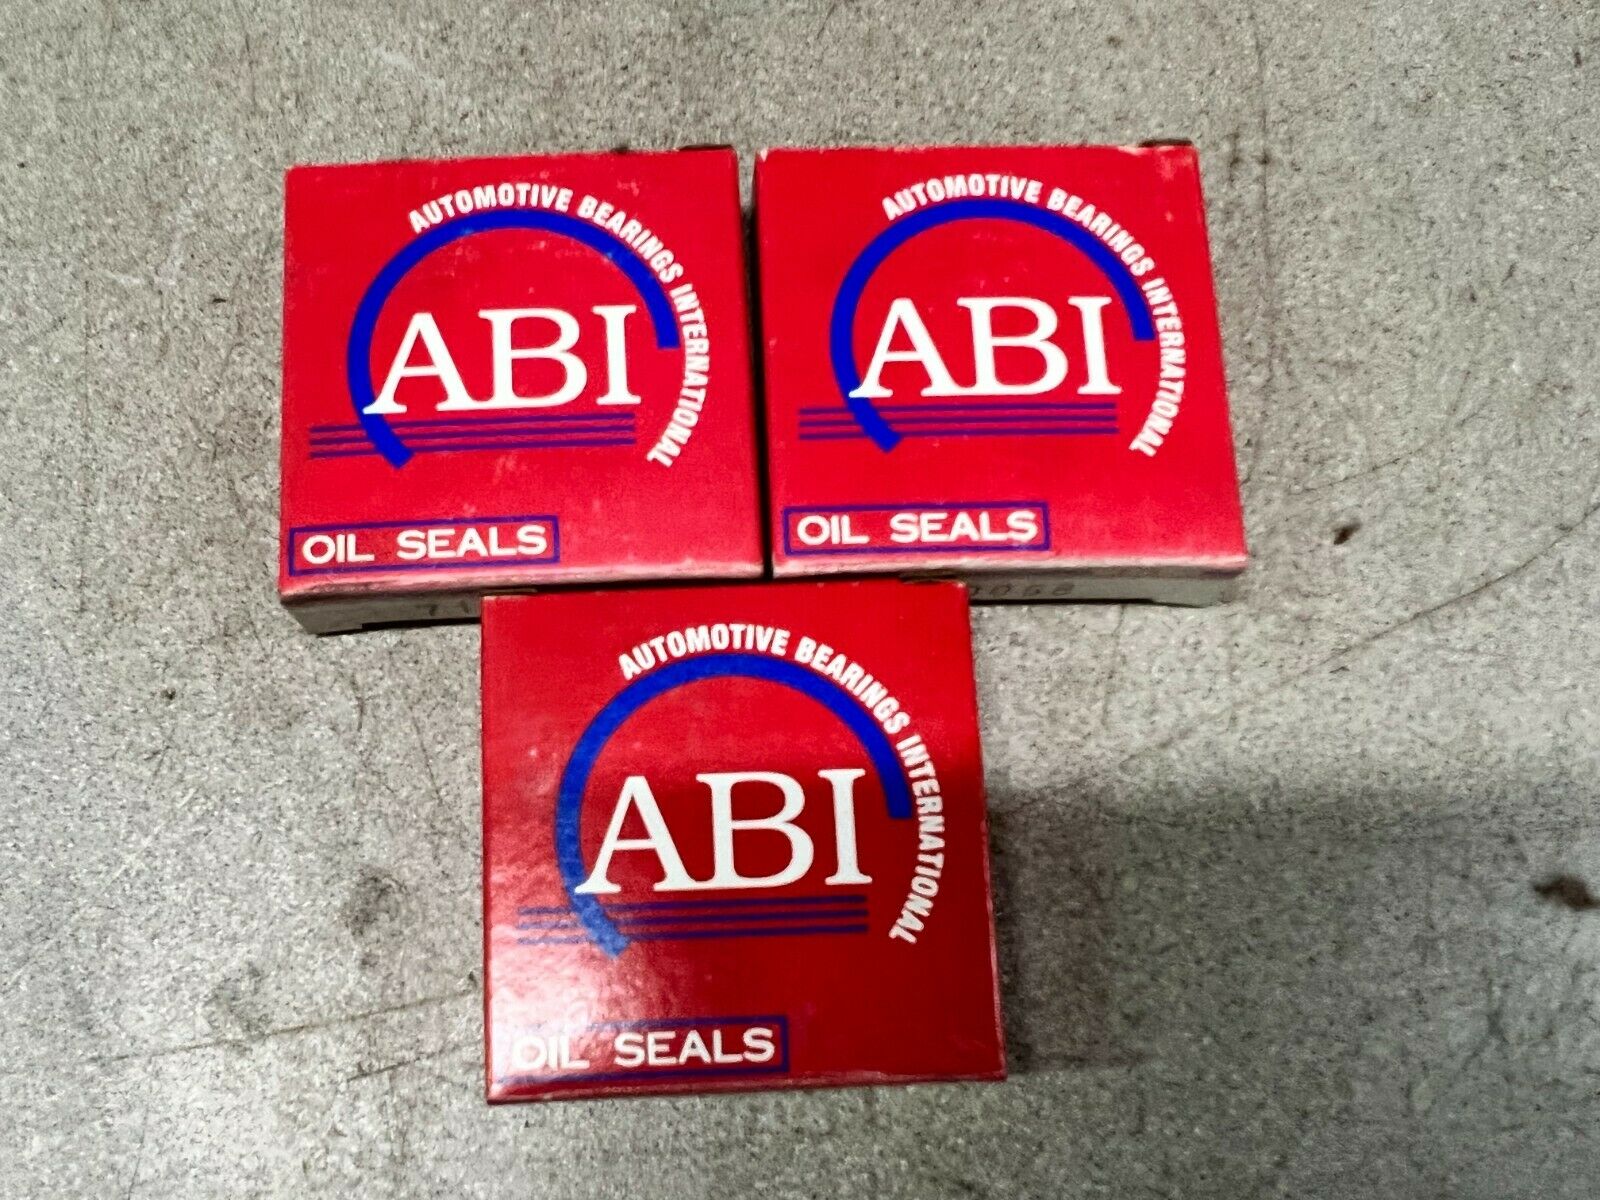 AUTOMOTIVE BEARINGS INTERNATIONAL
ABI
OIL SEALS
AUTOMOTIVE BEARINGS INTERNATIONAL
ABI
OIL SEALS
AUTOMOTIVE BEARINGS INTERNATIONAL
ABI
OIL SEALS